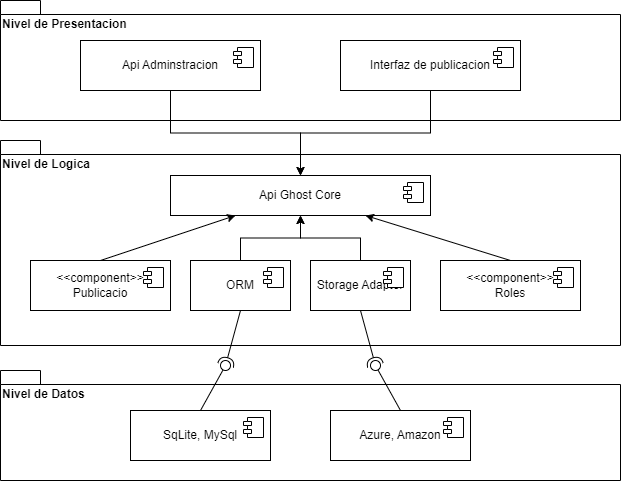 Nivel de Presentacion
Api Adminstracion
Interfaz de publicacion
Nivel de Logica
Api Ghost Core
<<component>>
Publicacio
ORM
Storage Adapter
<<component>>
Roles
Nivel de Datos
SqLite, MySql
Azure, Amazon